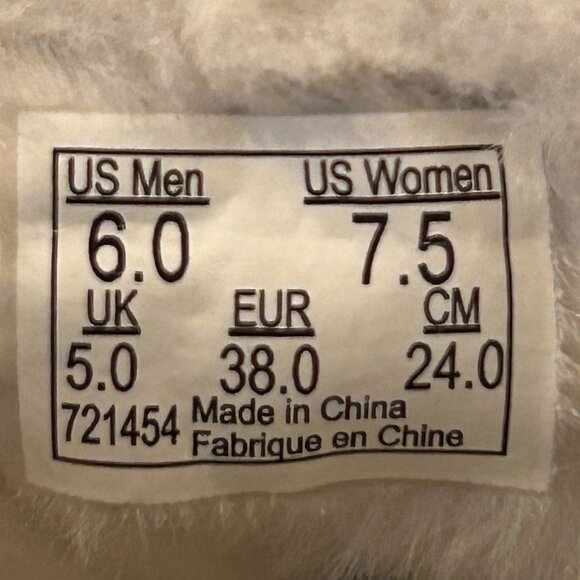 US Men US Women
6.0 7.5
UK EUR CM
5.0 38.0 24.0
721454 Made in China
Fabrique en Chine